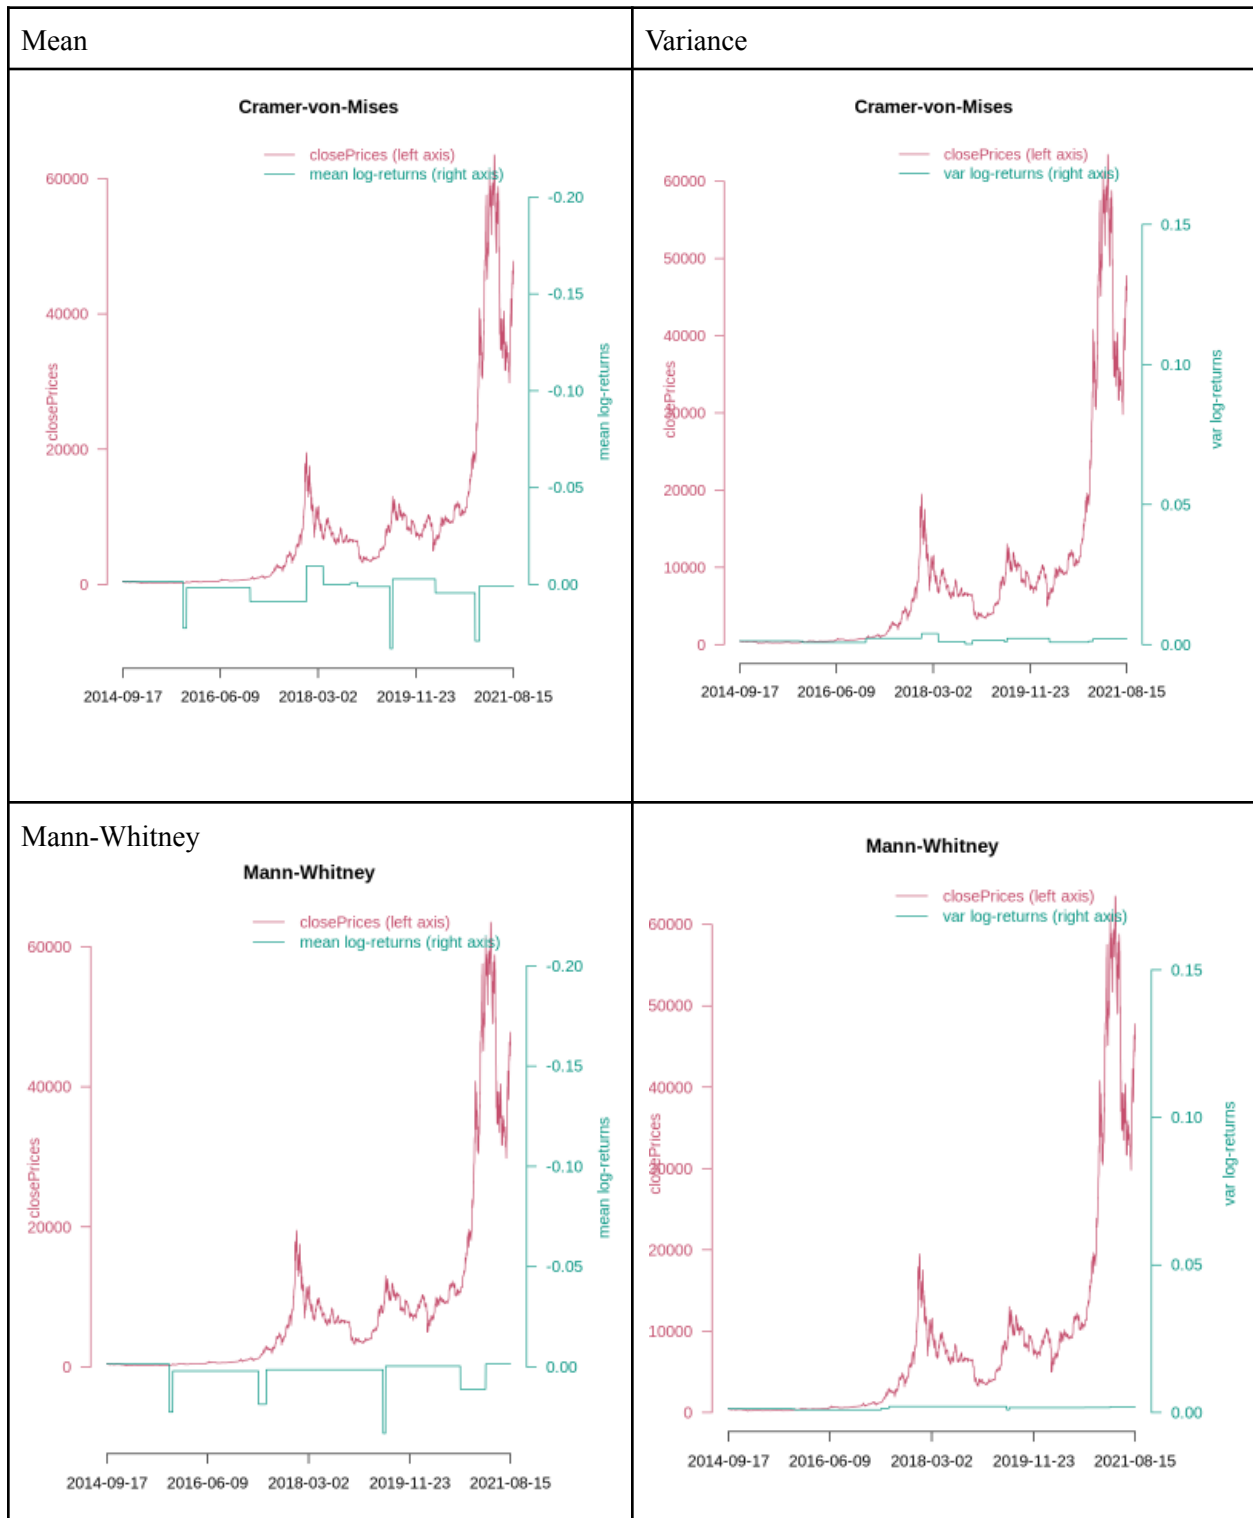 Mean
Variance
Cramer-von-Mises
closePrices (left axis)
mean log-returns (right axis)
60000
40000
20000
0
closePrices
-0.20
-0.15
-0.10
-0.05
0.00
mean log-returns
2014-09-17 2016-06-09 2018-03-02 2019-11-23 2021-08-15
Cramer-von-Mises
closePrices (left axis)
var log-returns (right axis)
60000
50000
40000
30000
20000
10000
0
closePrices
0.15
0.10
0.05
0.00
var log-returns
2014-09-17 2016-06-09 2018-03-02 2019-11-23 2021-08-15
Mann-Whitney
Mann-Whitney
closePrices (left axis)
mean log-returns (right axis)
60000
40000
20000
0
closePrices
-0.20
-0.15
-0.10
-0.05
0.00
mean log-returns
2014-09-17 2016-06-09 2018-03-02 2019-11-23 2021-08-15
Mann-Whitney
closePrices (left axis)
var log-returns (right axis)
60000
50000
40000
30000
20000
10000
0
closePrices
0.15
0.10
0.05
0.00
var log-returns
2014-09-17 2016-06-09 2018-03-02 2019-11-23 2021-08-15